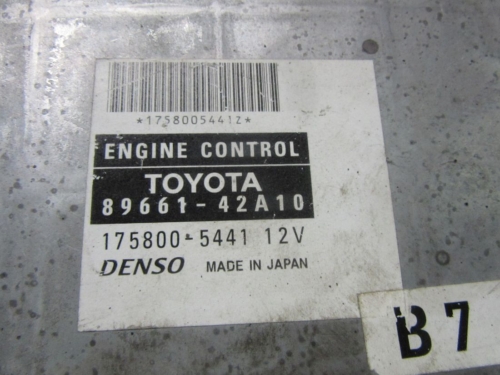 *1758005441Z*
ENGINE CONTROL
TOYOTA
89661-42A10
175800-5441 12V
DENSO MADE IN JAPAN
B7